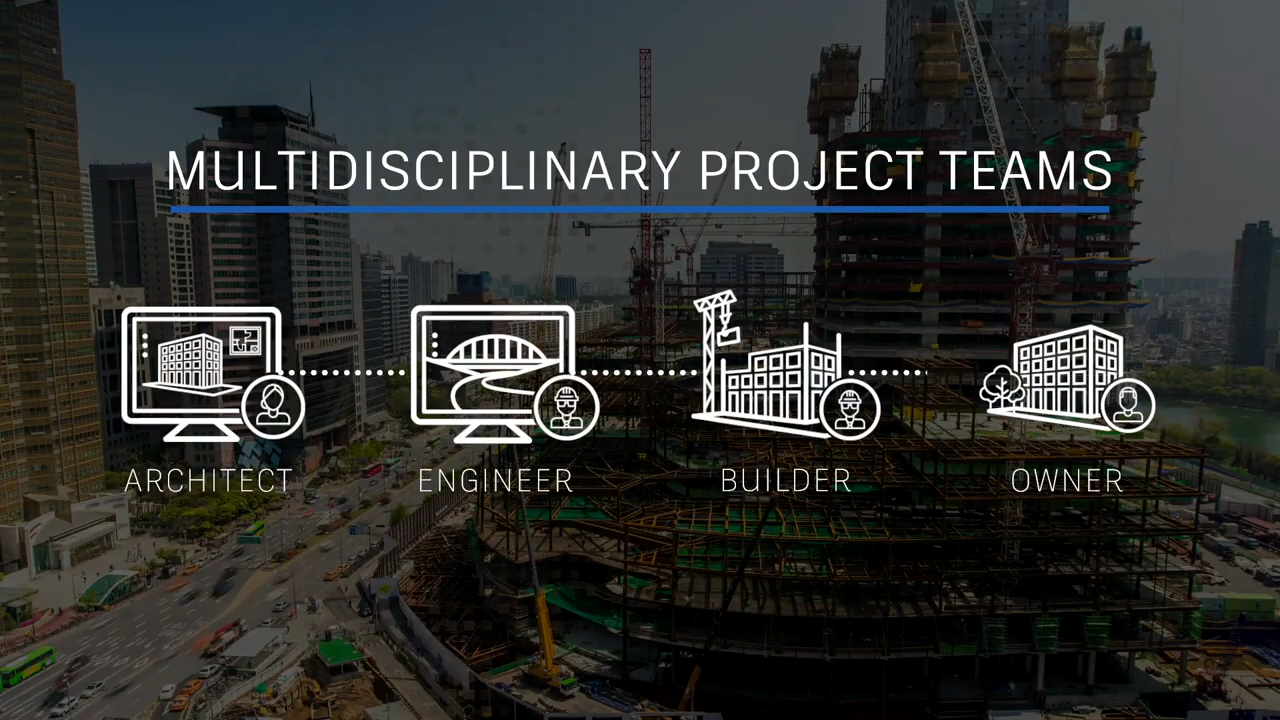 MULTIDISCIPLINARY PROJECT TEAMS
ARCHITECT
ENGINEER
BUILDER
OWNER